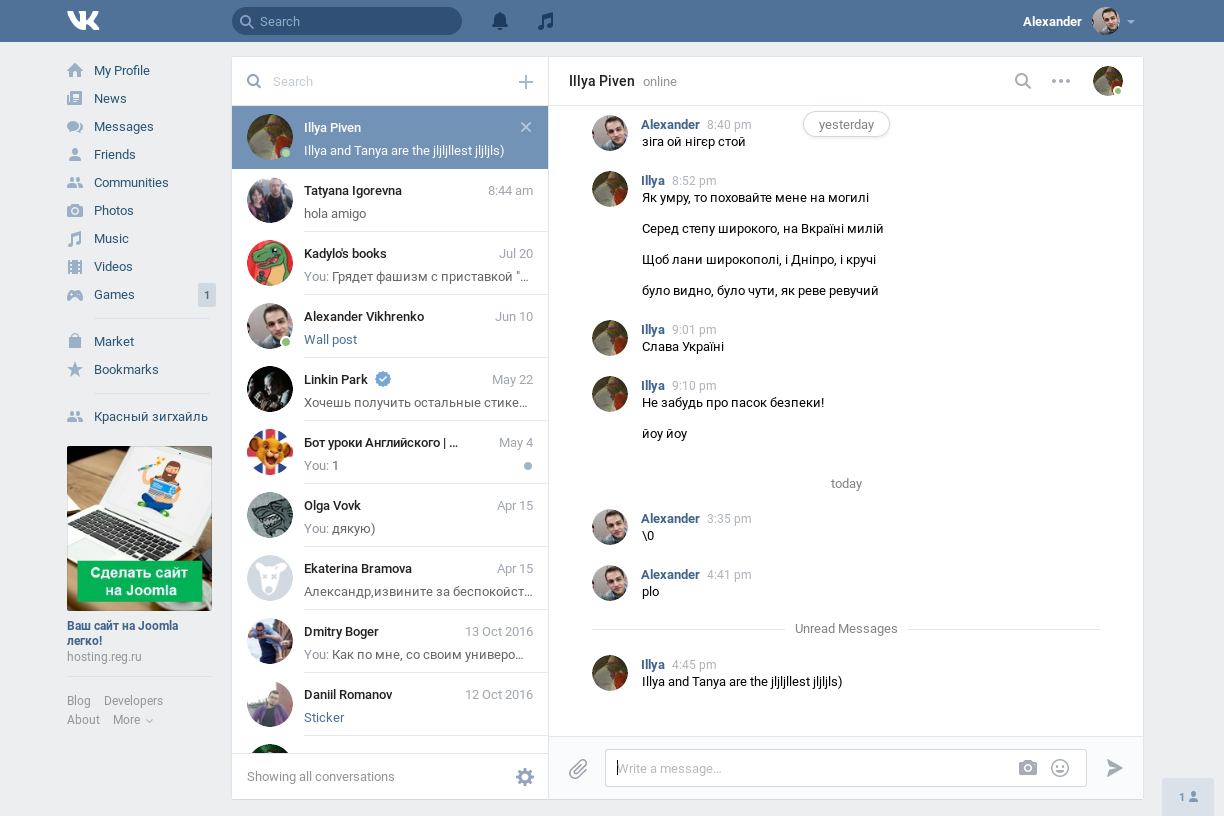 Search
Alexander
My Profile
News
Messages
Friends
Communities
Photos
Music
Videos
Games 1
Market
Bookmarks
Красный зигхайль
Сделать сайт
на Joomla
Ваш сайт на Joomla
легко!
hosting.reg.ru
Blog Developers
About More
Search
Illya Piven
Illya and Tanya are the jljljllest jljljls)
Tatyana Igorevna 8:44 am
hola amigo
Kadylo's books Jul 20
You: Грядет фашизм с приставкой "...
Alexander Vikhrenko Jun 10
Wall post
Linkin Park May 22
Хочешь получить остальные стике...
Бот уроки Английского | ... May 4
You: 1
Olga Vovk Apr 15
You: дякую)
Ekaterina Bramova Apr 15
Александр,извините за беспокойст...
Dmitry Boger 13 Oct 2016
You: Как по мне, со своим универо...
Daniil Romanov 12 Oct 2016
Sticker
Showing all conversations
Illya Piven online
yesterday
Alexander 8:40 pm
зіга ой нігєр стой
Illya 8:52 pm
Як умру, то поховайте мене на могилі
Серед степу широкого, на Вкраїні милій
Щоб лани широкополі, і Дніпро, і кручі
було видно, було чути, як реве ревучий
Illya 9:01 pm
Слава Україні
Illya 9:10 pm
Не забудь про пасок безпеки!
йоу йоу
today
Alexander 3:35 pm
\0
Alexander 4:41 pm
plo
Unread Messages
Illya 4:45 pm
Illya and Tanya are the jljljllest jljljls)
Write a message...
1